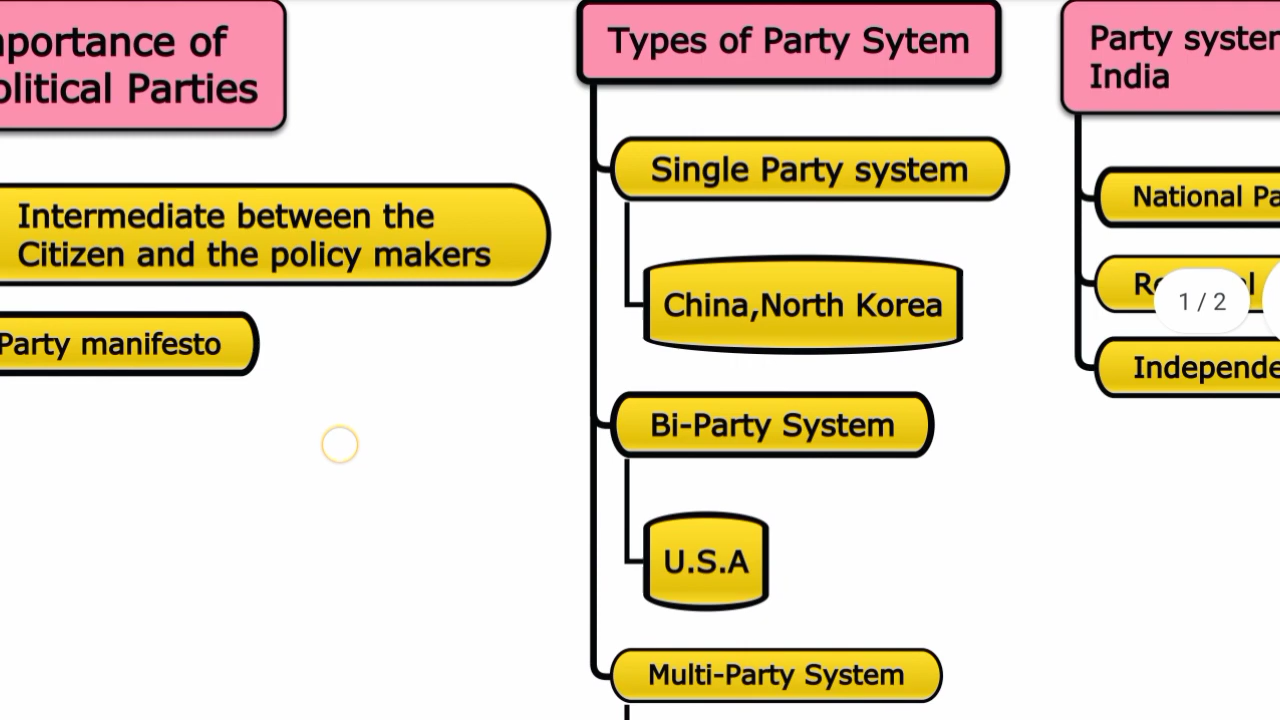 portance of
olitical Parties
Intermediate between the
Citizen and the policy makers
Party manifesto
Types of Party Sytem
Single Party system
China,North Korea
Bi-Party System
U.S.A
Multi-Party System
Party syster
India
National Pa
1 / 2
Independe